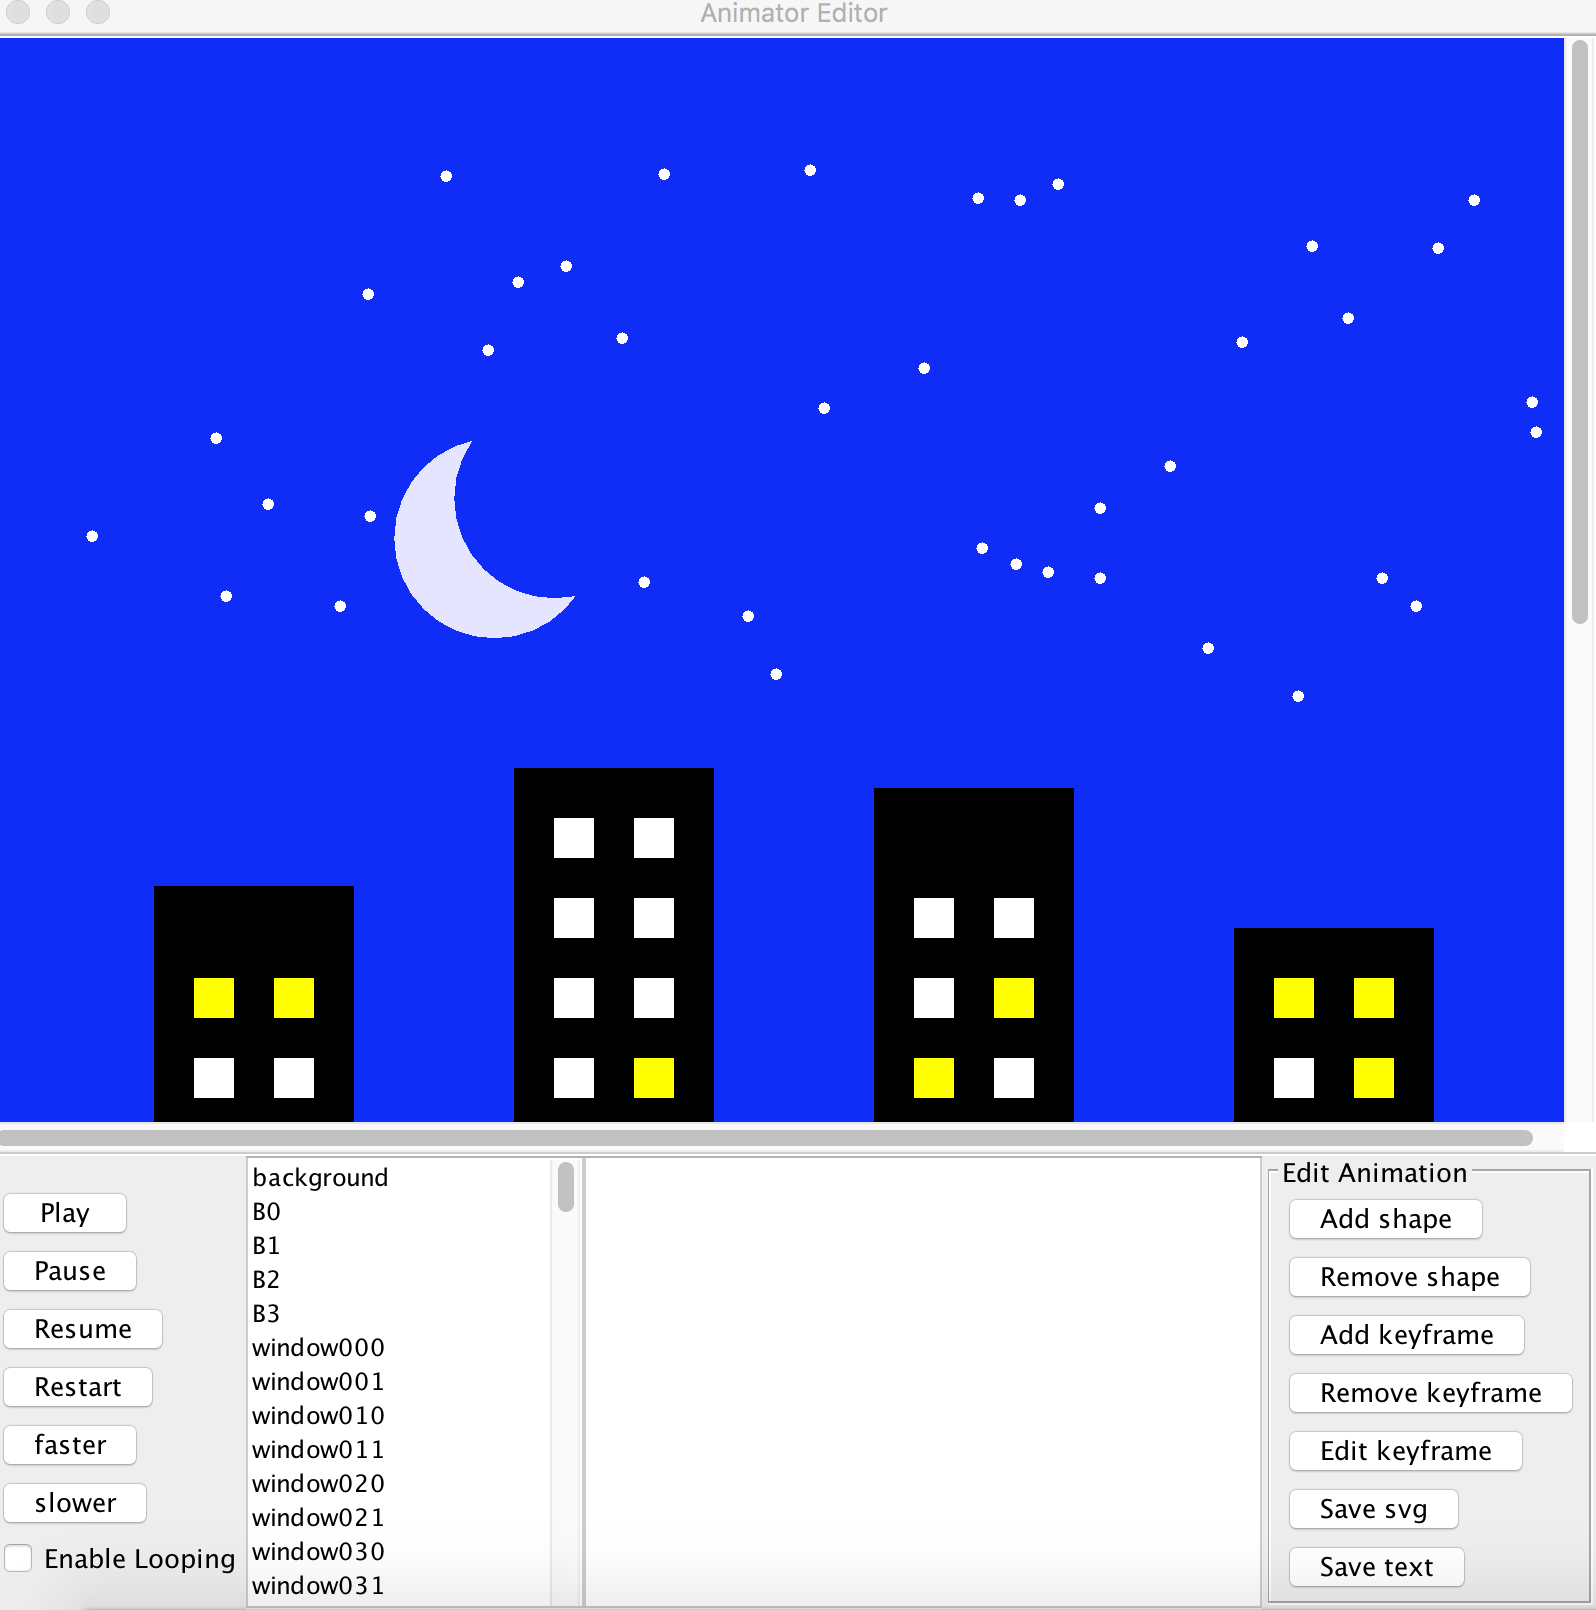 Animator Editor
Play
Pause
Resume
Restart
faster
slower
Enable Looping
background
B0
B1
B2
B3
window000
window001
window010
window011
window020
window021
window030
window031
Edit Animation
Add shape
Remove shape
Add keyframe
Remove keyframe
Edit keyframe
Save svg
Save text